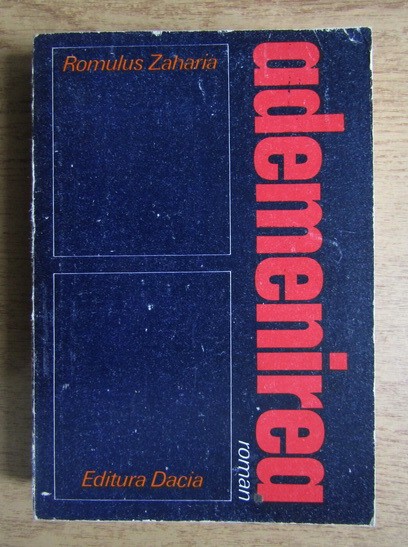 Romulus Zaharia
ademenirea
roman
Editura Dacia